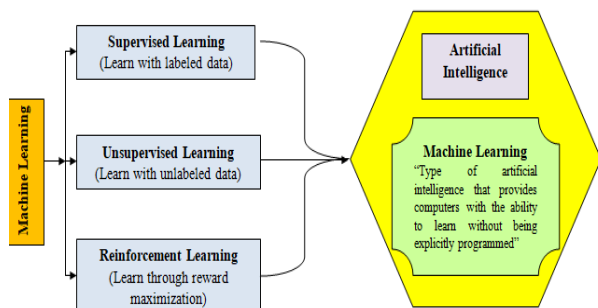 Machine Learning
Supervised Learning
(Learn with labeled data)
Unsupervised Learning
(Learn with unlabeled data)
Reinforcement Learning
(Learn through reward
maximization)
Artificial
Intelligence
Machine Learning
“Type of artificial
intelligence that provides
computers with the ability
to learn without being
explicitly programmed”